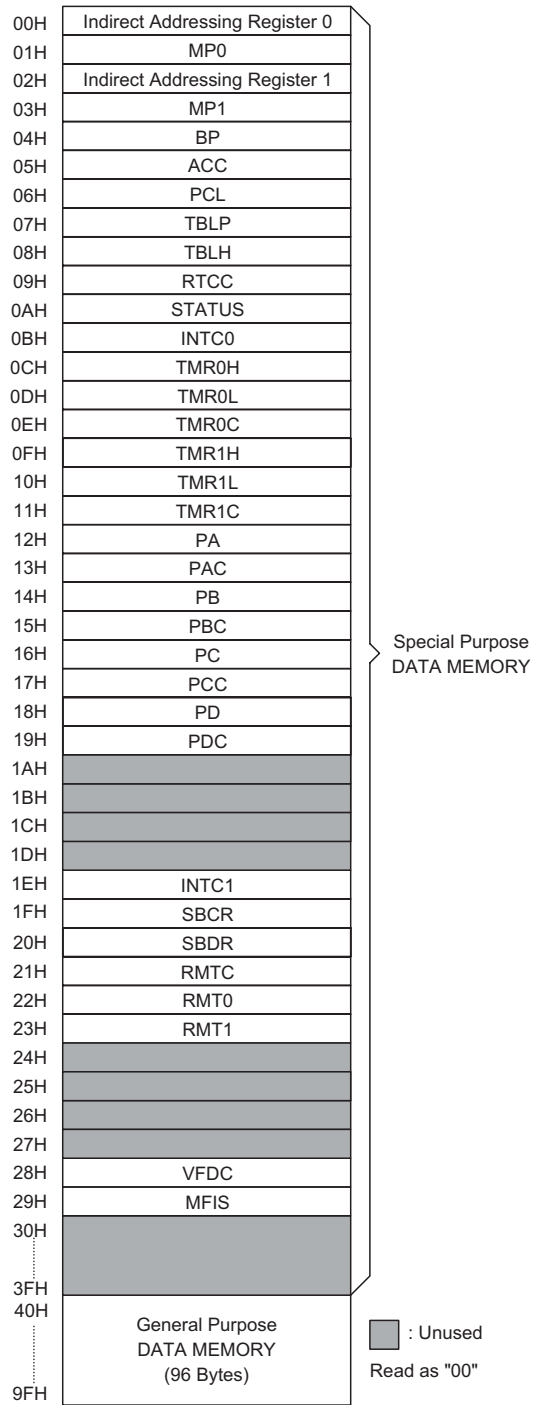 00H Indirect Addressing Register 0
01H MP0
02H Indirect Addressing Register 1
03H MP1
04H BP
05H ACC
06H PCL
07H TBLP
08H TBLH
09H RTCC
0AH STATUS
0BH INTC0
0CH TMR0H
0DH TMR0L
0EH TMR0C
0FH TMR1H
10H TMR1L
11H TMR1C
12H PA
13H PAC
14H PB
15H PBC
16H PC
17H PCC
18H PD
19H PDC
1AH
1BH
1CH
1DH
1EH INTC1
1FH SBCR
20H SBDR
21H RMTC
22H RMT0
23H RMT1
24H
25H
26H
27H
28H VFDC
29H MFIS
30H
3FH
Special Purpose
DATA MEMORY
40H
General Purpose
DATA MEMORY
(96 Bytes)
9FH
: Unused
Read as "00"